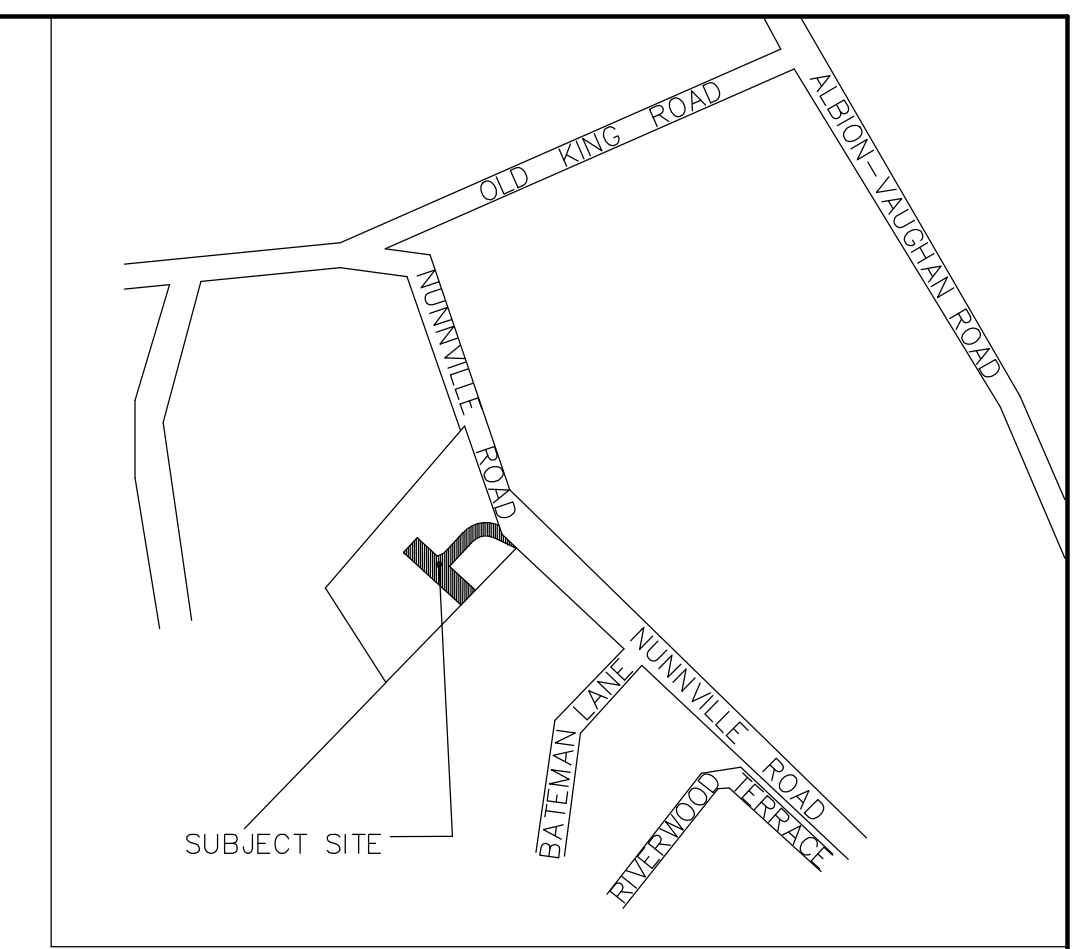 OLD KING ROAD
ALBION-VAUGHAN ROAD
NUNNVILLE ROAD
NUNNVILLE ROAD
BATEMAN LANE
RIVERWOOD TERRACE
SUBJECT SITE